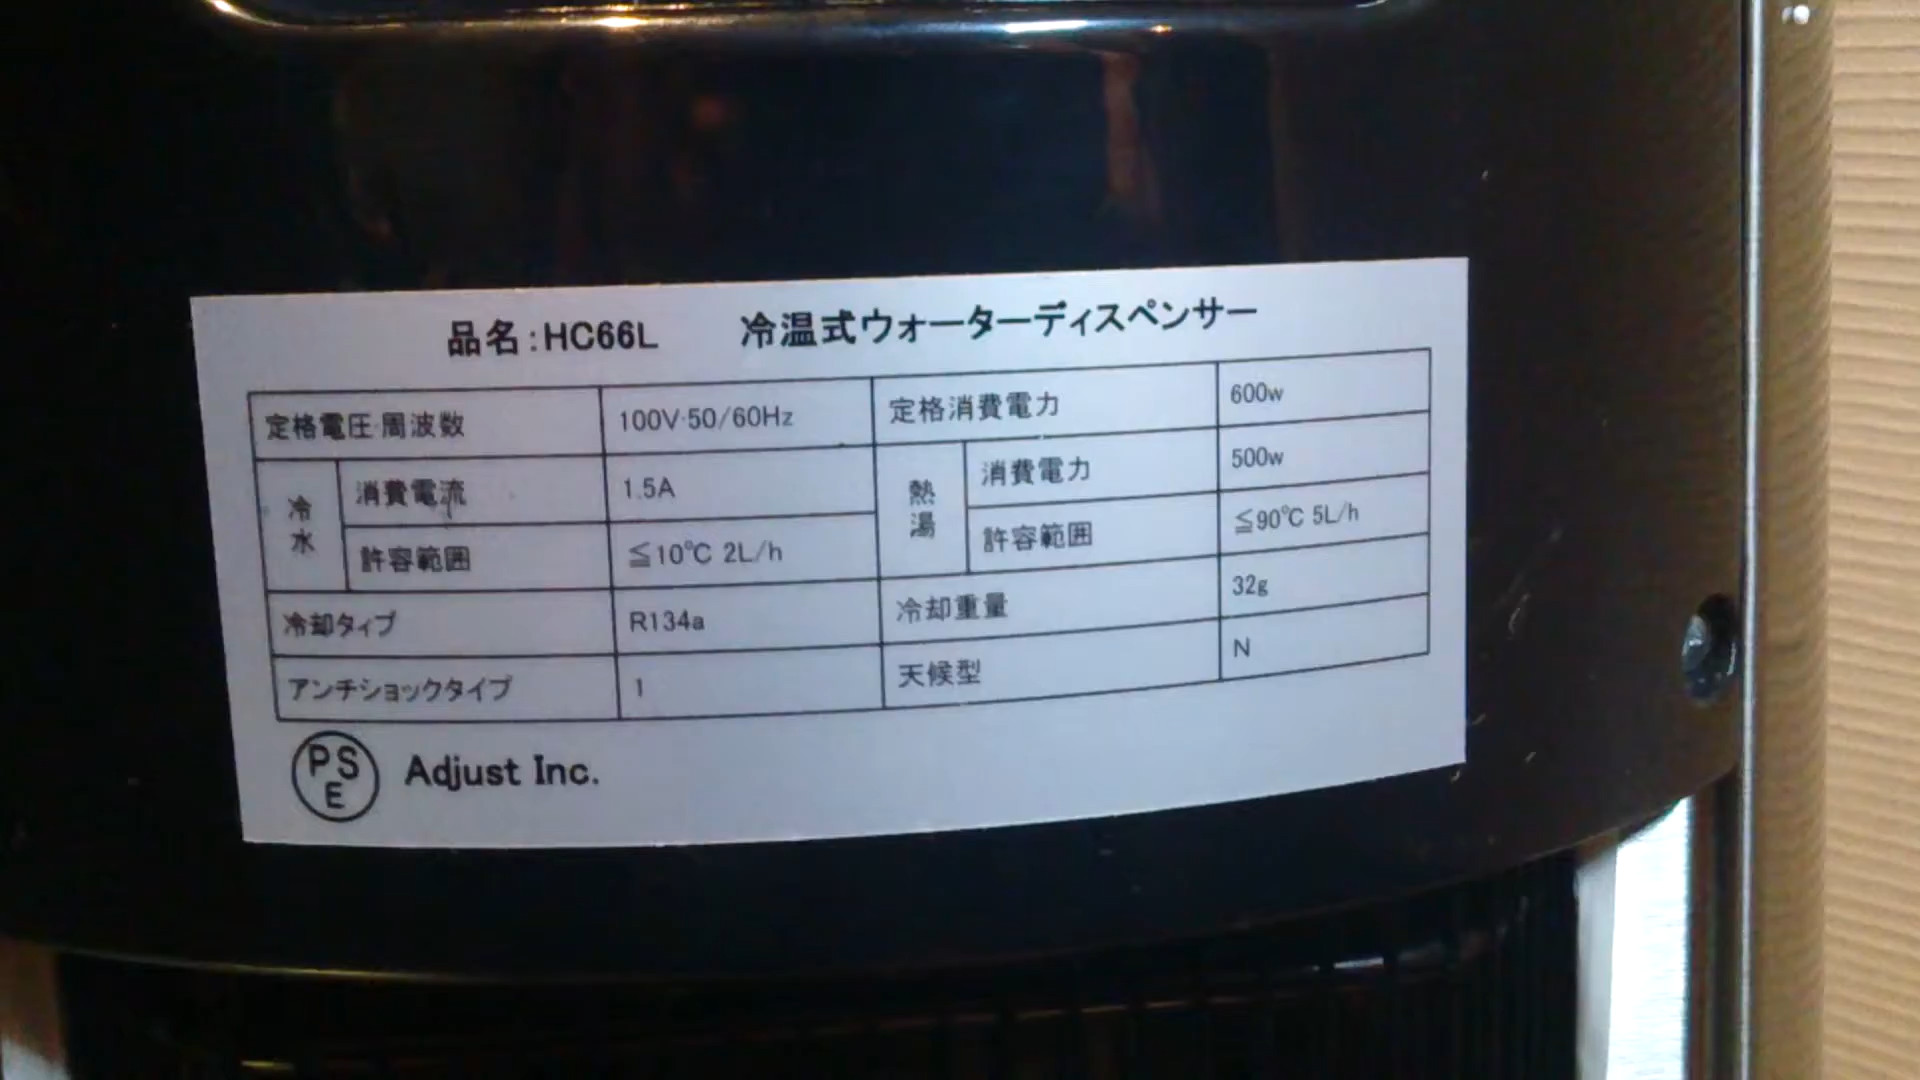 品名:HC66L 冷温式ウォーターディスペンサー
定格電圧・周波数 100V・50/60Hz 定格消費電力 600w
冷水 消費電流 1.5A 熱湯 消費電力 500w
許容範囲 ≦10℃ 2L/h 許容範囲 ≦90℃ 5L/h
冷却タイプ R134a 冷却重量 32g
アンチショックタイプ 1 天候型 N
PSE Adjust Inc.